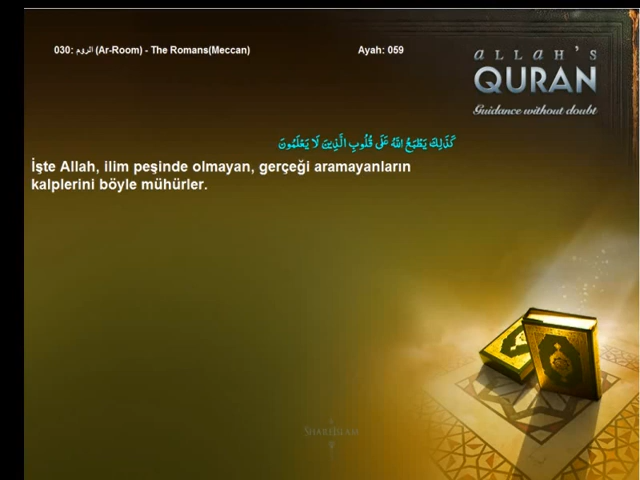 030: الروم (Ar-Room) - The Romans(Meccan) Ayah: 059
ALLAH'S
QURAN
Guidance without doubt
كَذَلِكَ يَطْبَعُ اللَّهُ عَلَى قُلُوبِ الَّذِينَ لَا يَعْلَمُونَ
İşte Allah, ilim peşinde olmayan, gerçeği aramayanların
kalplerini böyle mühürler.
SHAREISLAM